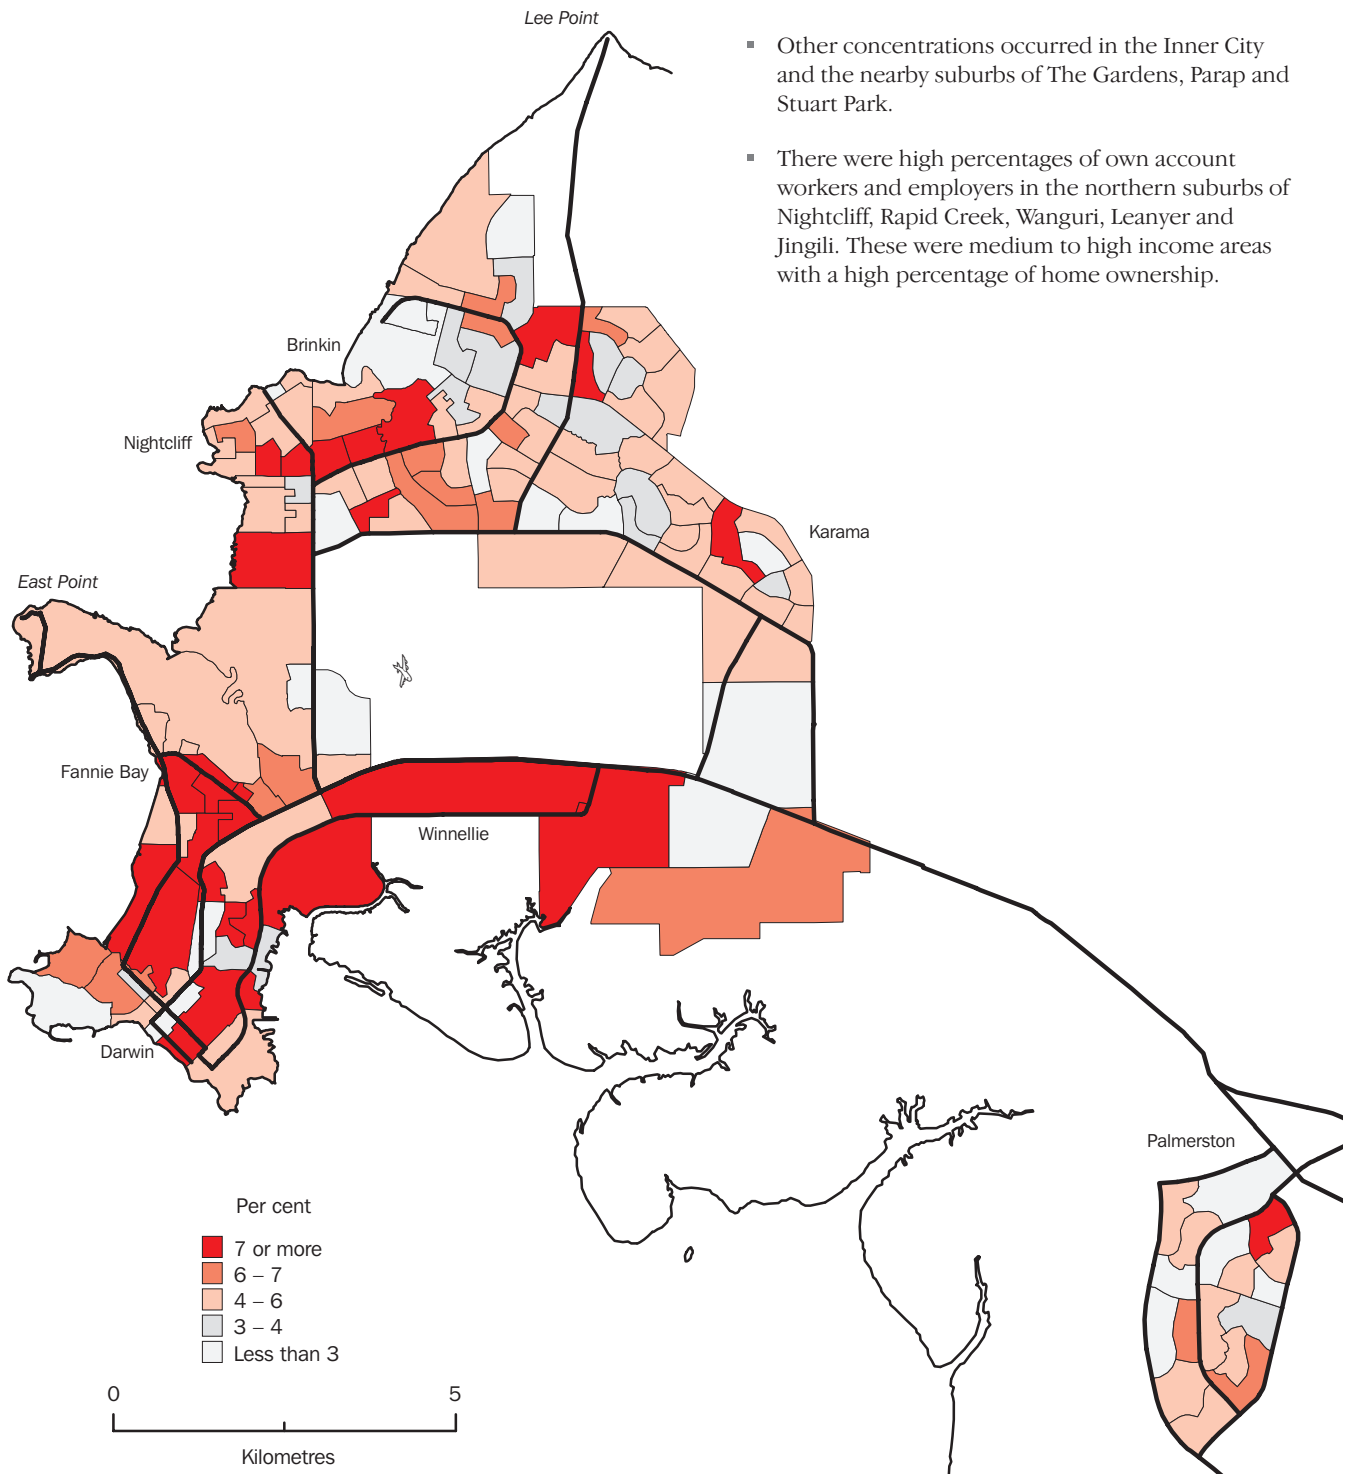 Lee Point
▪ Other concentrations occurred in the Inner City
and the nearby suburbs of The Gardens, Parap and
Stuart Park.
▪ There were high percentages of own account
workers and employers in the northern suburbs of
Nightcliff, Rapid Creek, Wanguri, Leanyer and
Jingili. These were medium to high income areas
with a high percentage of home ownership.
Brinkin
Nightcliff
Karama
East Point
Fannie Bay
Winnellie
Darwin
Palmerston
Per cent
7 or more
6 – 7
4 – 6
3 – 4
Less than 3
0 5
Kilometres